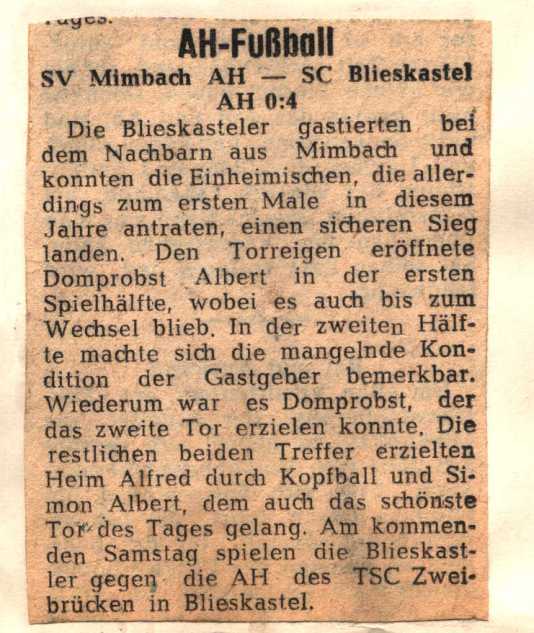 Tages.
AH-Fußball
SV Mimbach AH — SC Blieskastel
AH 0:4
Die Blieskasteler gastierten bei
dem Nachbarn aus Mimbach und
konnten die Einheimischen, die aller-
dings zum ersten Male in diesem
Jahre antraten, einen sicheren Sieg
landen. Den Torreigen eröffnete
Domprobst Albert in der ersten
Spielhälfte, wobei es auch bis zum
Wechsel blieb. In der zweiten Hälf-
te machte sich die mangelnde Kon-
dition der Gastgeber bemerkbar.
Wiederum war es Domprobst, der
das zweite Tor erzielen konnte. Die
restlichen beiden Treffer erzielten
Heim Alfred durch Kopfball und Si-
mon Albert, dem auch das schönste
Tor des Tages gelang. Am kommen-
den Samstag spielen die Blieskast-
ler gegen die AH des TSC Zwei-
brücken in Blieskastel.